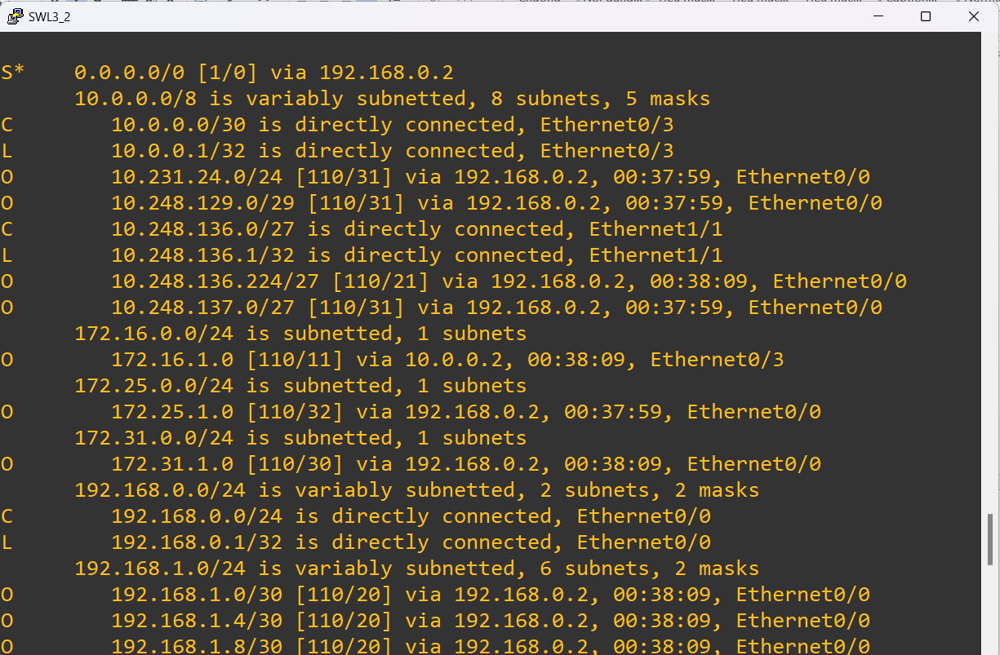 SWL3_2
S* 0.0.0.0/0 [1/0] via 192.168.0.2
10.0.0.0/8 is variably subnetted, 8 subnets, 5 masks
C 10.0.0.0/30 is directly connected, Ethernet0/3
L 10.0.0.1/32 is directly connected, Ethernet0/3
O 10.231.24.0/24 [110/31] via 192.168.0.2, 00:37:59, Ethernet0/0
O 10.248.129.0/29 [110/31] via 192.168.0.2, 00:37:59, Ethernet0/0
C 10.248.136.0/27 is directly connected, Ethernet1/1
L 10.248.136.1/32 is directly connected, Ethernet1/1
O 10.248.136.224/27 [110/21] via 192.168.0.2, 00:38:09, Ethernet0/0
O 10.248.137.0/27 [110/31] via 192.168.0.2, 00:37:59, Ethernet0/0
172.16.0.0/24 is subnetted, 1 subnets
O 172.16.1.0 [110/11] via 10.0.0.2, 00:38:09, Ethernet0/3
172.25.0.0/24 is subnetted, 1 subnets
O 172.25.1.0 [110/32] via 192.168.0.2, 00:37:59, Ethernet0/0
172.31.0.0/24 is subnetted, 1 subnets
O 172.31.1.0 [110/30] via 192.168.0.2, 00:38:09, Ethernet0/0
192.168.0.0/24 is variably subnetted, 2 subnets, 2 masks
C 192.168.0.0/24 is directly connected, Ethernet0/0
L 192.168.0.1/32 is directly connected, Ethernet0/0
192.168.1.0/24 is variably subnetted, 6 subnets, 2 masks
O 192.168.1.0/30 [110/20] via 192.168.0.2, 00:38:09, Ethernet0/0
O 192.168.1.4/30 [110/20] via 192.168.0.2, 00:38:09, Ethernet0/0
O 192.168.1.8/30 [110/20] via 192.168.0.2, 00:38:09, Ethernet0/0